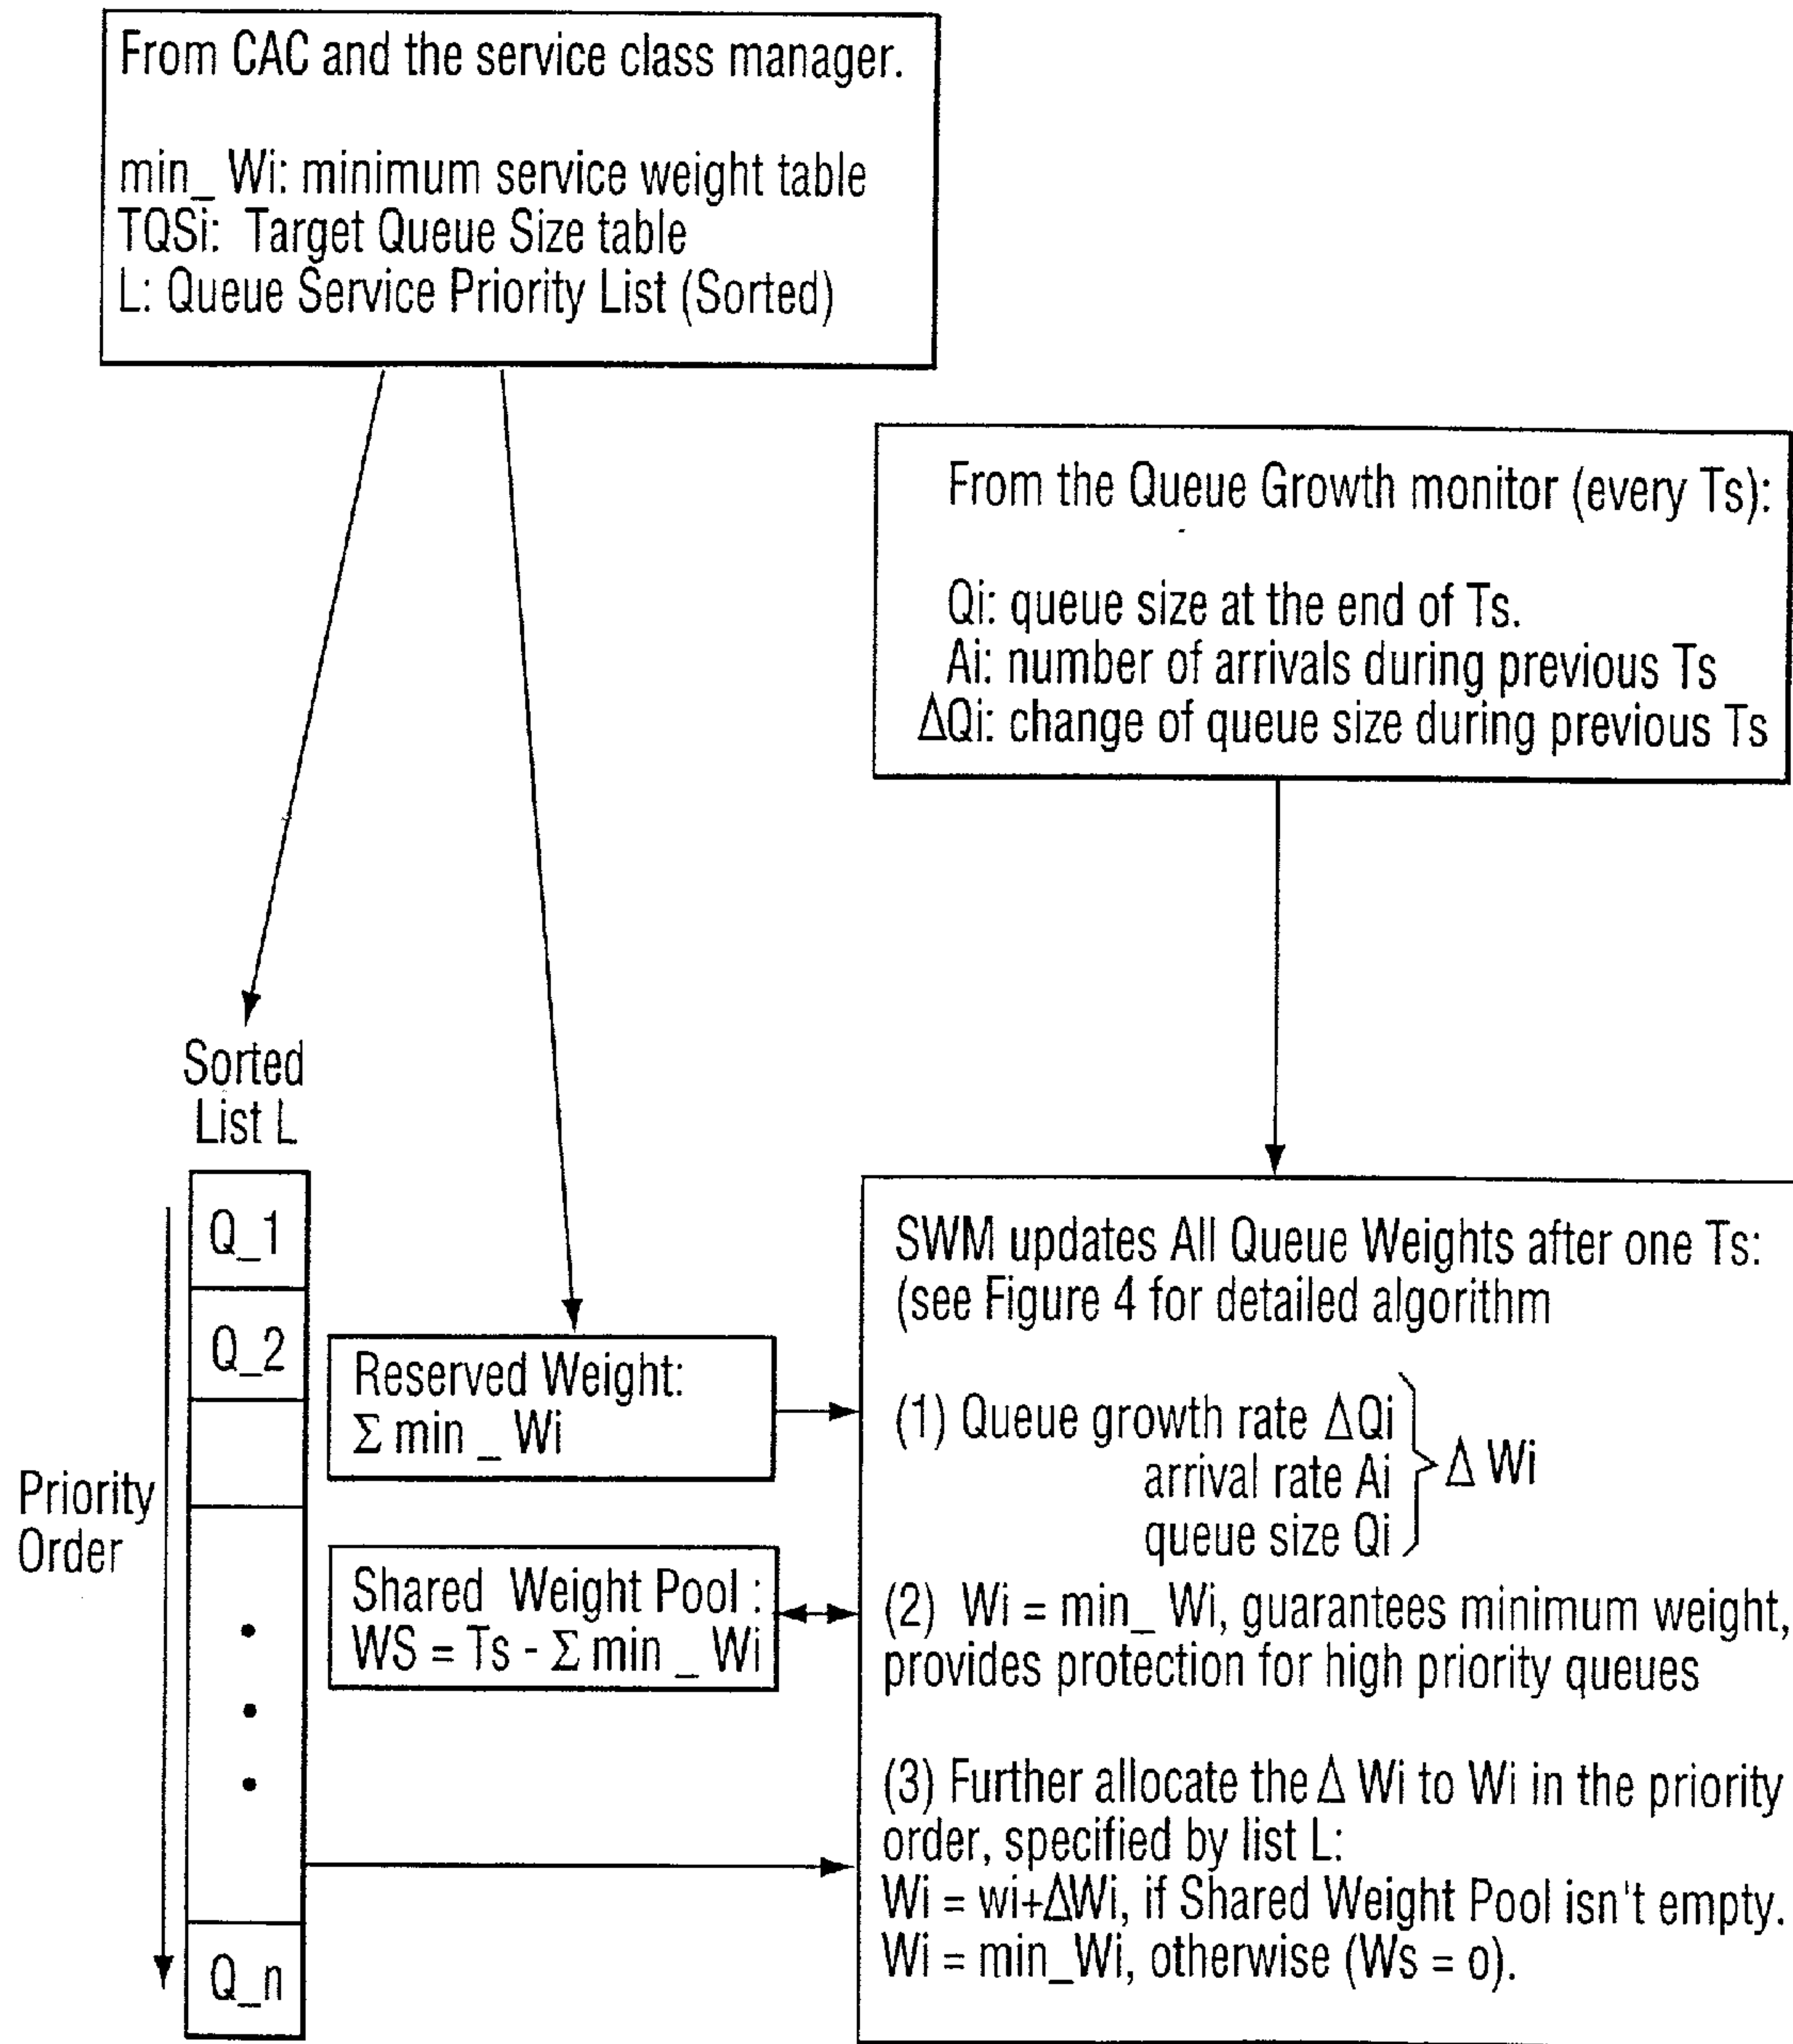 From CAC and the service class manager.
min_ Wi: minimum service weight table
TQSi: Target Queue Size table
L: Queue Service Priority List (Sorted)
From the Queue Growth monitor (every Ts):
Qi: queue size at the end of Ts.
Ai: number of arrivals during previous Ts
ΔQi: change of queue size during previous Ts
Sorted
List L
Q_1
Q_2
Q_n
Priority
Order
Reserved Weight:
Σ min _ Wi
Shared Weight Pool :
WS = Ts - Σ min _ Wi
SWM updates All Queue Weights after one Ts:
(see Figure 4 for detailed algorithm
(1) Queue growth rate ΔQi
arrival rate Ai
queue size Qi
Δ Wi
(2) Wi = min_ Wi, guarantees minimum weight,
provides protection for high priority queues
(3) Further allocate the Δ Wi to Wi in the priority
order, specified by list L:
Wi = wi+ΔWi, if Shared Weight Pool isn't empty.
Wi = min_Wi, otherwise (Ws = o).